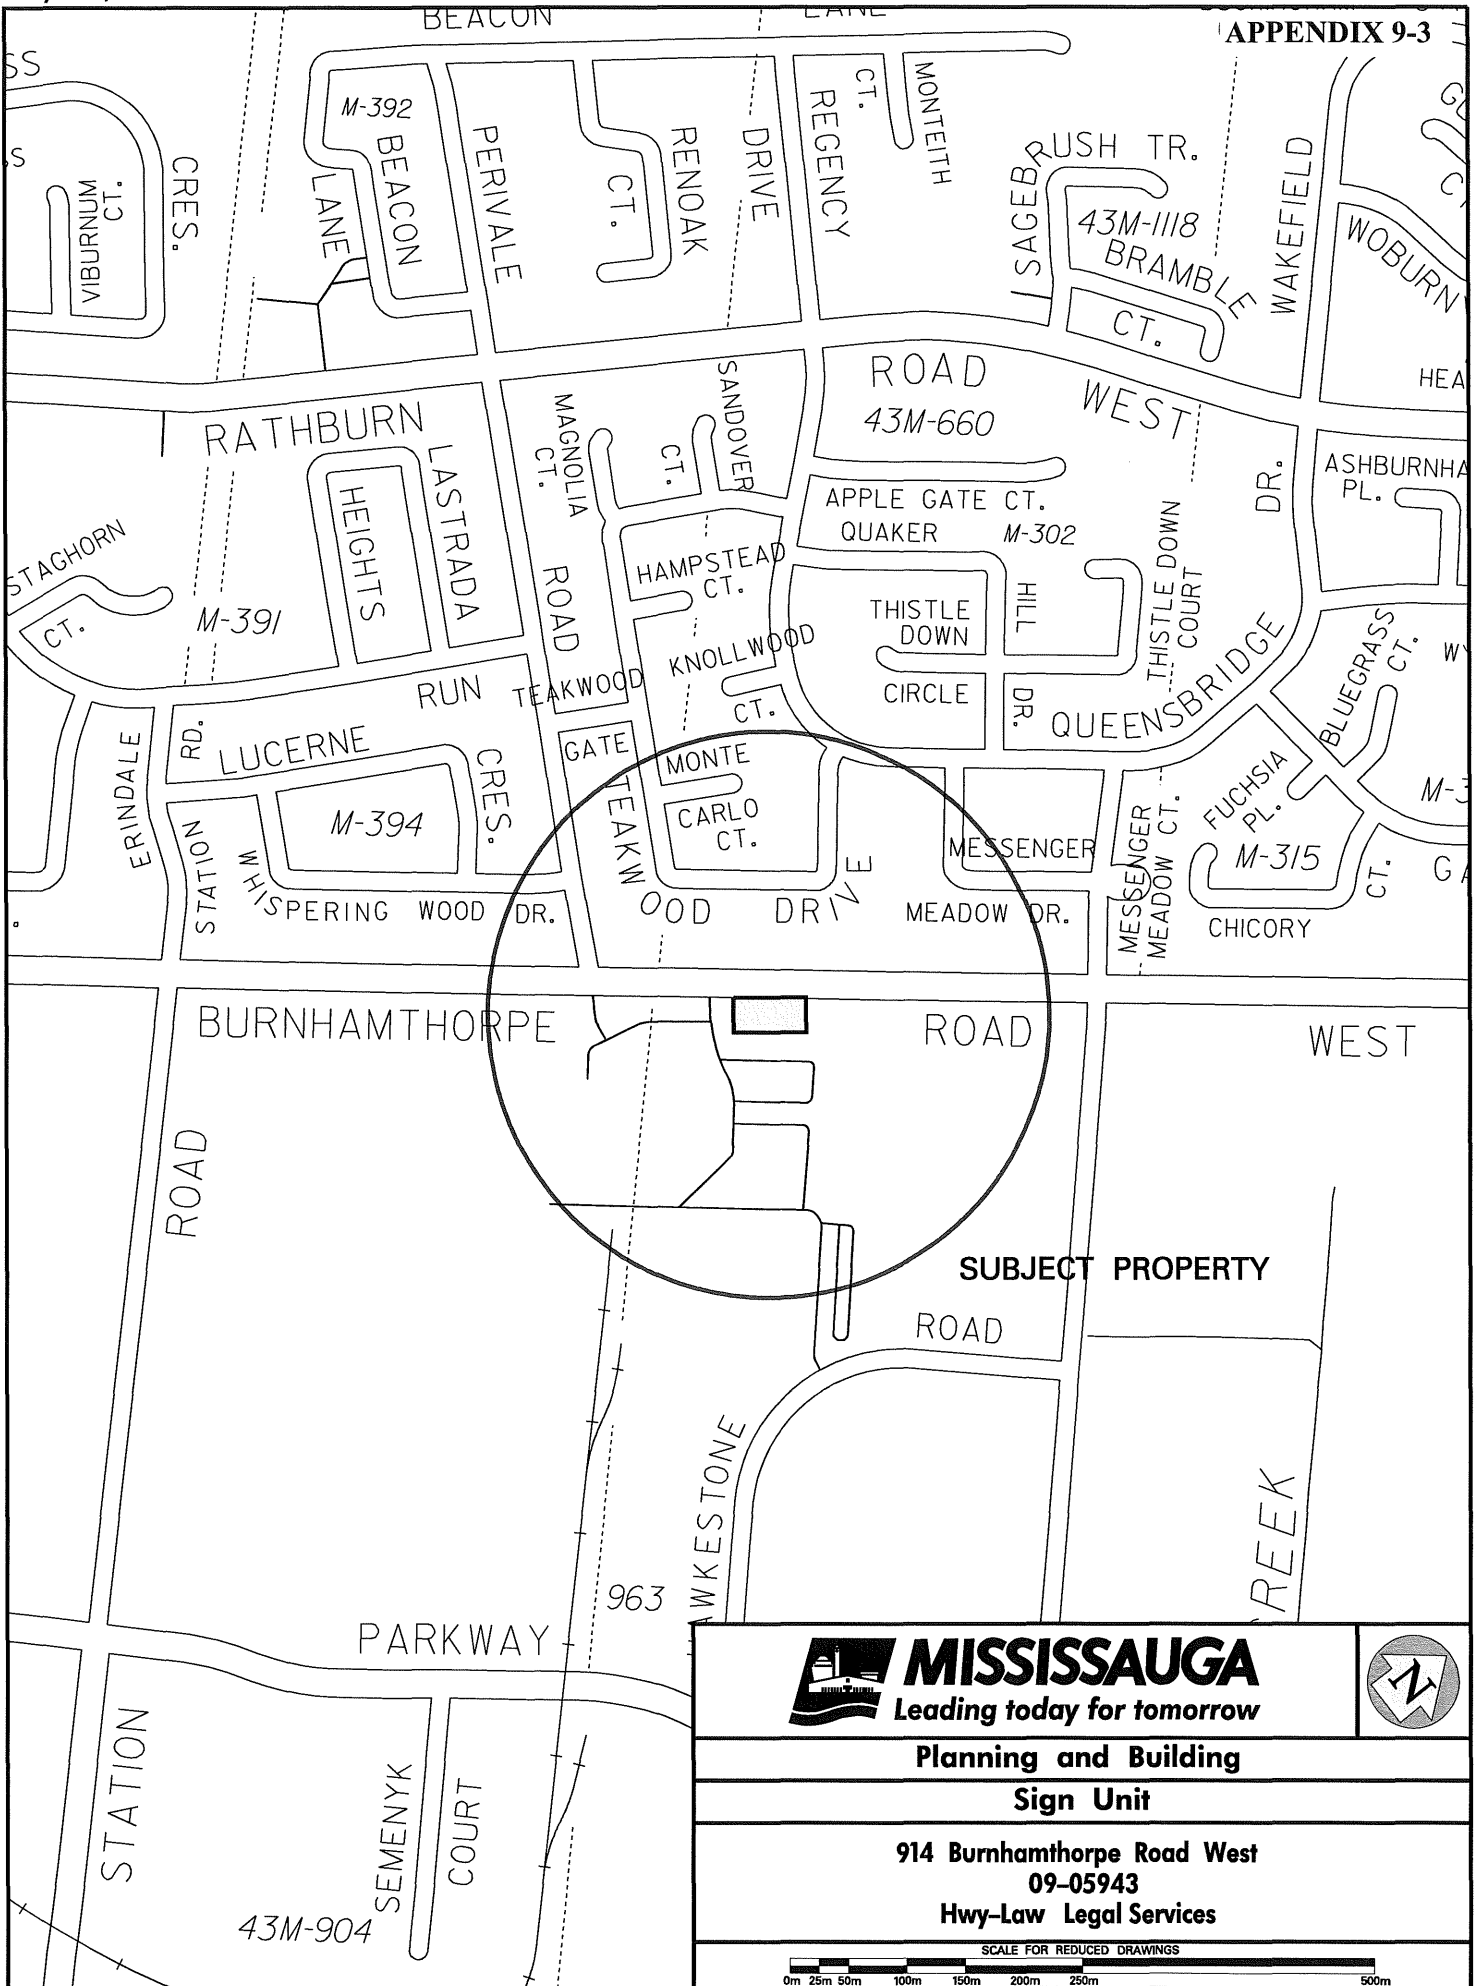 BEACON LANE
APPENDIX 9-3
SS
S
VIBURNUM CT.
CRES.
M-392
BEACON
LANE
PERIVALE
RENOAK
CT.
DRIVE
REGENCY
CT.
MONTEITH
SAGEBRUSH TR.
43M-1118
BRAMBLE
CT.
WAKEFIELD
WOBURN
HEA
RATHBURN
ROAD
WEST
43M-660
MAGNOLIA
CT.
SANDOVER
CT.
LASTRADA
HEIGHTS
APPLE GATE CT.
QUAKER
M-302
DR.
ASHBURNHA
PL.
STAGHORN
CT.
M-391
ROAD
HAMPSTEAD
CT.
THISTLE
DOWN
HILL
THISTLE DOWN
COURT
KNOLLWOOD
CT.
RUN
TEAKWOOD
GATE
CIRCLE
DR.
QUEENSBRIDGE
BLUEGRASS
CT.
W
ERINDALE
RD.
LUCERNE
CRES.
MONTE
CARLO
CT.
FUCHSIA
PL.
M-394
M-3
STATION
WHISPERING WOOD DR.
TEAKWOOD DRIVE
MESSENGER
MEADOW DR.
MESSENGER
MEADOW CT.
M-315
CT.
GA
CHICORY
BURNHAMTHORPE
ROAD
WEST
ROAD
SUBJECT PROPERTY
ROAD
AWKESTONE
REEK
963
PARKWAY
STATION
SEMENYK
COURT
43M-904
MISSISSAUGA
Leading today for tomorrow
N
Planning and Building
Sign Unit
914 Burnhamthorpe Road West
09-05943
Hwy-Law Legal Services
SCALE FOR REDUCED DRAWINGS
0m 25m 50m 100m 150m 200m 250m 500m